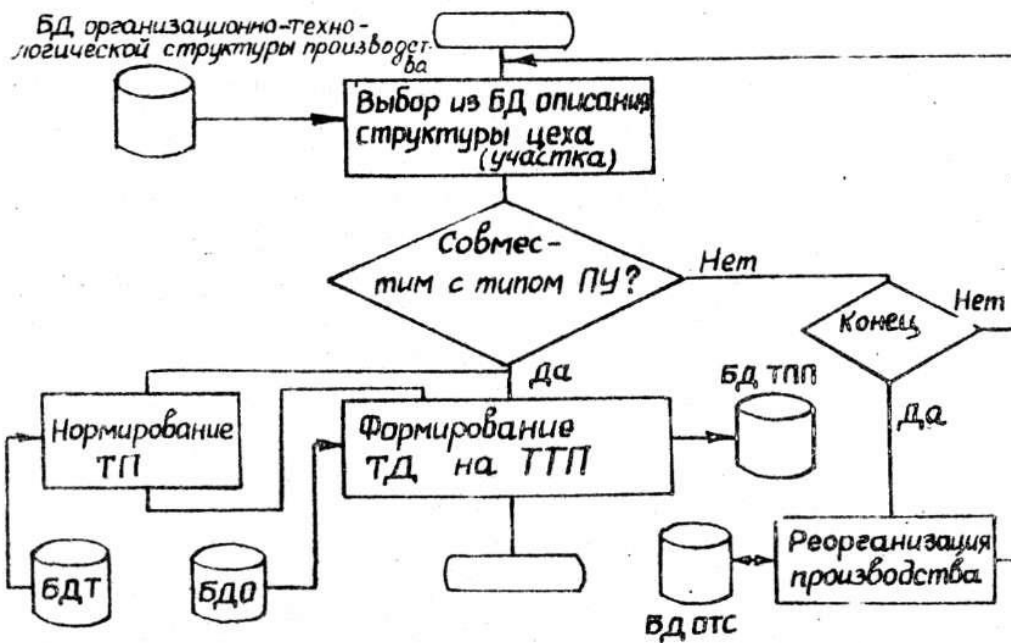 БД организационно-техно-
логической структуры производст-
ва
Выбор из БД описания
структуры цеха
(участка)
Совмес-
тим с типом ПУ?
Нет
Конец
Нет
Да
БД ТПП
Да
Нормирование
ТП
Формирование
ТД на ТТП
БДТ
БДО
БД ОТС
Реорганизация
производства